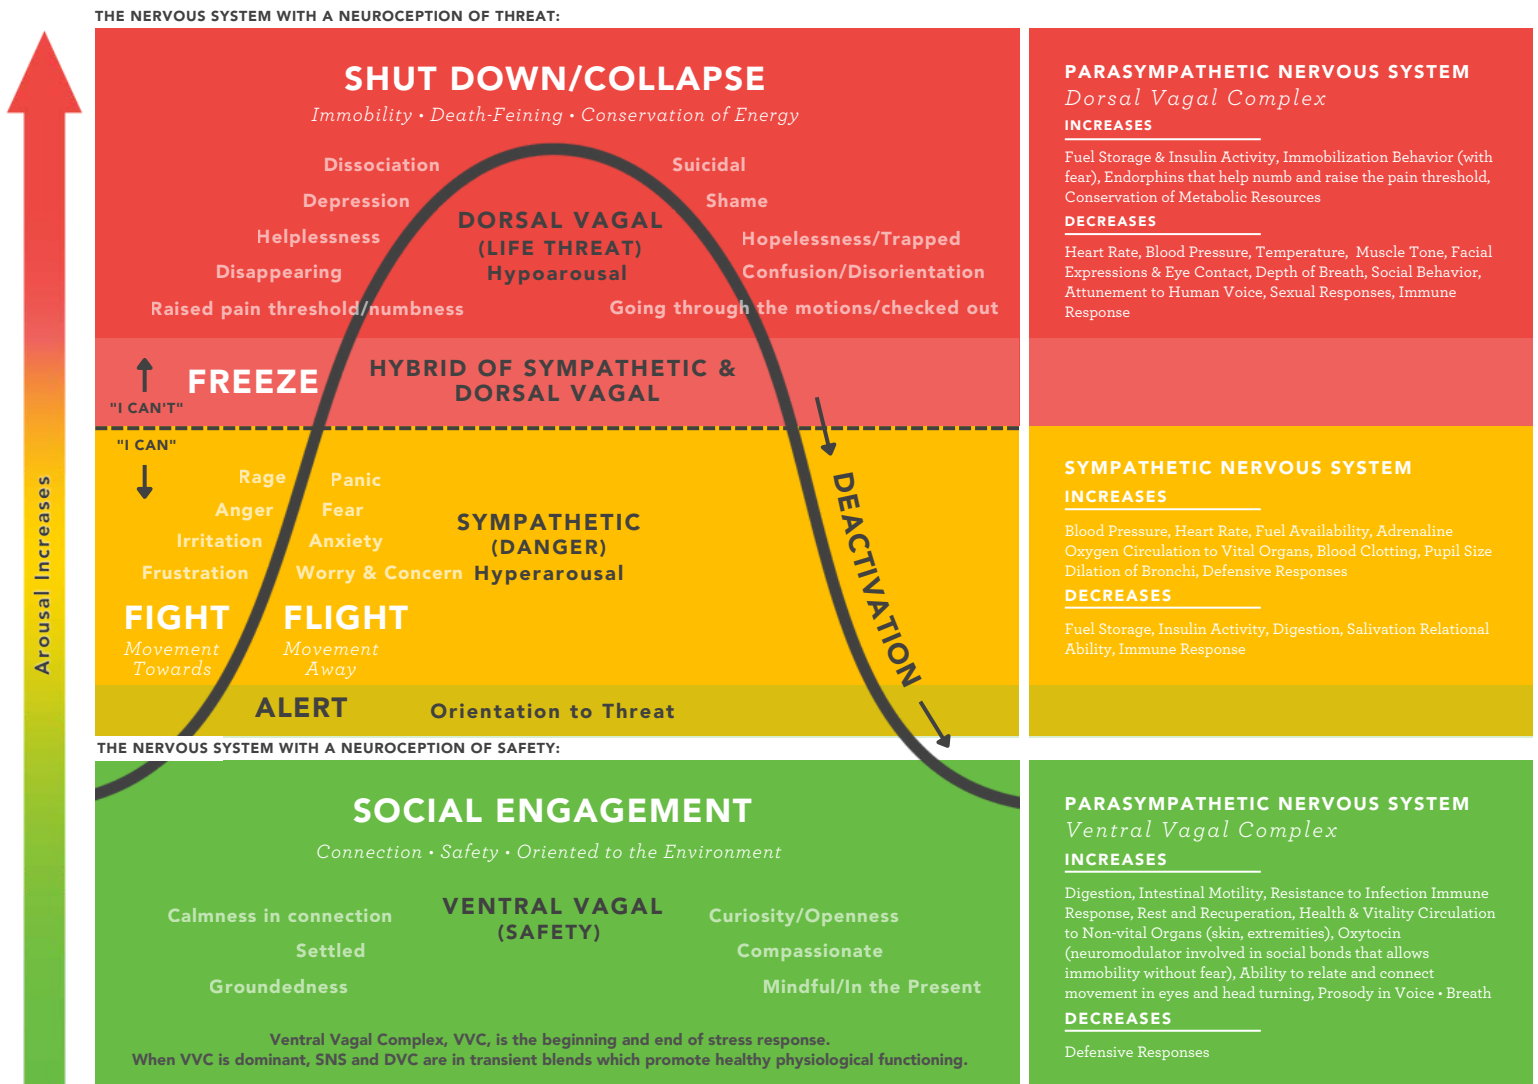 THE NERVOUS SYSTEM WITH A NEUROCEPTION OF THREAT:
SHUT DOWN/COLLAPSE
Immobility • Death-Feining • Conservation of Energy
Dissociation
Depression
Helplessness
Disappearing
Raised pain threshold/numbness
DORSAL VAGAL
(LIFE THREAT)
Hypoarousal
Suicidal
Shame
Hopelessness/Trapped
Confusion/Disorientation
Going through the motions/checked out
PARASYMPATHETIC NERVOUS SYSTEM
Dorsal Vagal Complex
INCREASES
Fuel Storage & Insulin Activity, Immobilization Behavior (with
fear), Endorphins that help numb and raise the pain threshold,
Conservation of Metabolic Resources
DECREASES
Heart Rate, Blood Pressure, Temperature, Muscle Tone, Facial
Expressions & Eye Contact, Depth of Breath, Social Behavior,
Attunement to Human Voice, Sexual Responses, Immune
Response
FREEZE
HYBRID OF SYMPATHETIC &
DORSAL VAGAL
"I CAN'T"
"I CAN"
Rage
Anger
Irritation
Frustration
FIGHT
Movement
Towards
Panic
Fear
Anxiety
Worry & Concern
FLIGHT
Movement
Away
SYMPATHETIC
(DANGER)
Hyperarousal
DEACTIVATION
Arousal Increases
SYMPATHETIC NERVOUS SYSTEM
INCREASES
Blood Pressure, Heart Rate, Fuel Availability, Adrenaline
Oxygen Circulation to Vital Organs, Blood Clotting, Pupil Size
Dilation of Bronchi, Defensive Responses
DECREASES
Fuel Storage, Insulin Activity, Digestion, Salivation Relational
Ability, Immune Response
ALERT
Orientation to Threat
THE NERVOUS SYSTEM WITH A NEUROCEPTION OF SAFETY:
SOCIAL ENGAGEMENT
Connection • Safety • Oriented to the Environment
Calmness in connection
Settled
Groundedness
VENTRAL VAGAL
(SAFETY)
Curiosity/Openness
Compassionate
Mindful/In the Present
Ventral Vagal Complex, VVC, is the beginning and end of stress response.
When VVC is dominant, SNS and DVC are in transient blends which promote healthy physiological functioning.
PARASYMPATHETIC NERVOUS SYSTEM
Ventral Vagal Complex
INCREASES
Digestion, Intestinal Motility, Resistance to Infection Immune
Response, Rest and Recuperation, Health & Vitality Circulation
to Non-vital Organs (skin, extremities), Oxytocin
(neuromodulator involved in social bonds that allows
immobility without fear), Ability to relate and connect
movement in eyes and head turning, Prosody in Voice • Breath
DECREASES
Defensive Responses